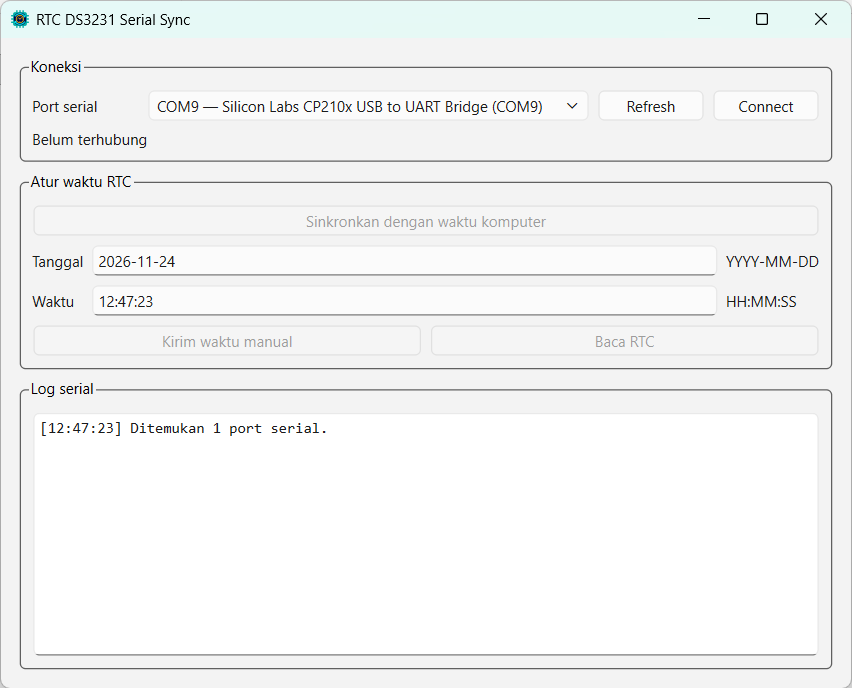 RTC DS3231 Serial Sync
Koneksi
Port serial COM9 — Silicon Labs CP210x USB to UART Bridge (COM9) Refresh Connect
Belum terhubung
Atur waktu RTC
Sinkronkan dengan waktu komputer
Tanggal 2026-11-24 YYYY-MM-DD
Waktu 12:47:23 HH:MM:SS
Kirim waktu manual Baca RTC
Log serial
[12:47:23] Ditemukan 1 port serial.